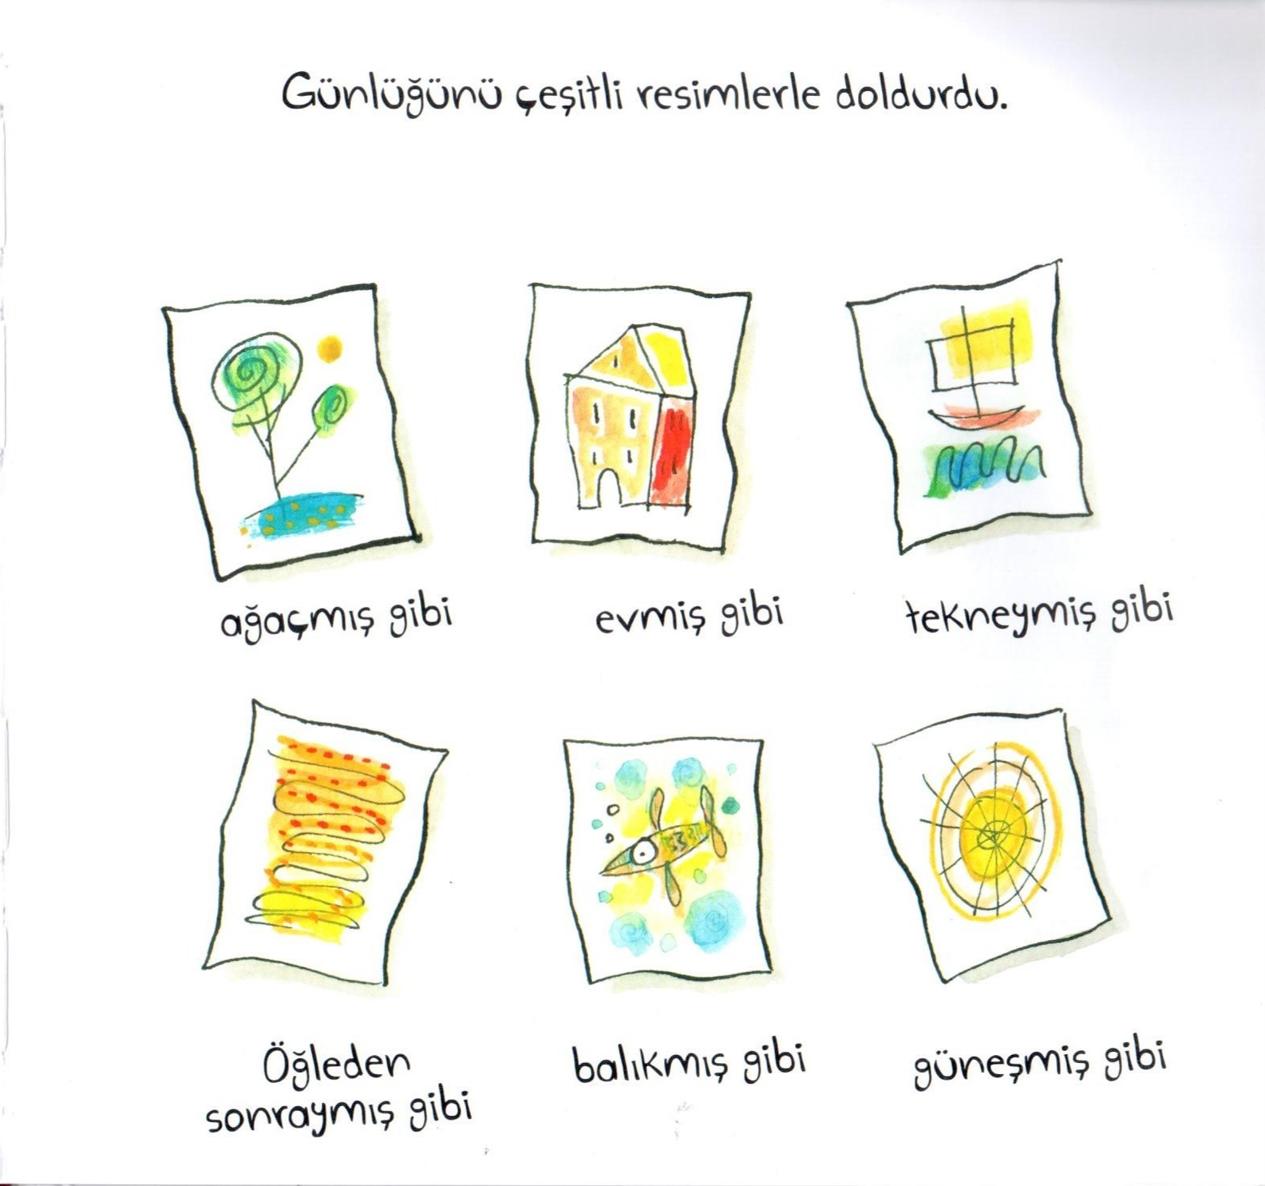 Günlüğünü çeşitli resimlerle doldurdu.
ağaçmış gibi
evmiş gibi
tekneymiş gibi
Öğleden
sonraymış gibi
balıkmış gibi
güneşmiş gibi